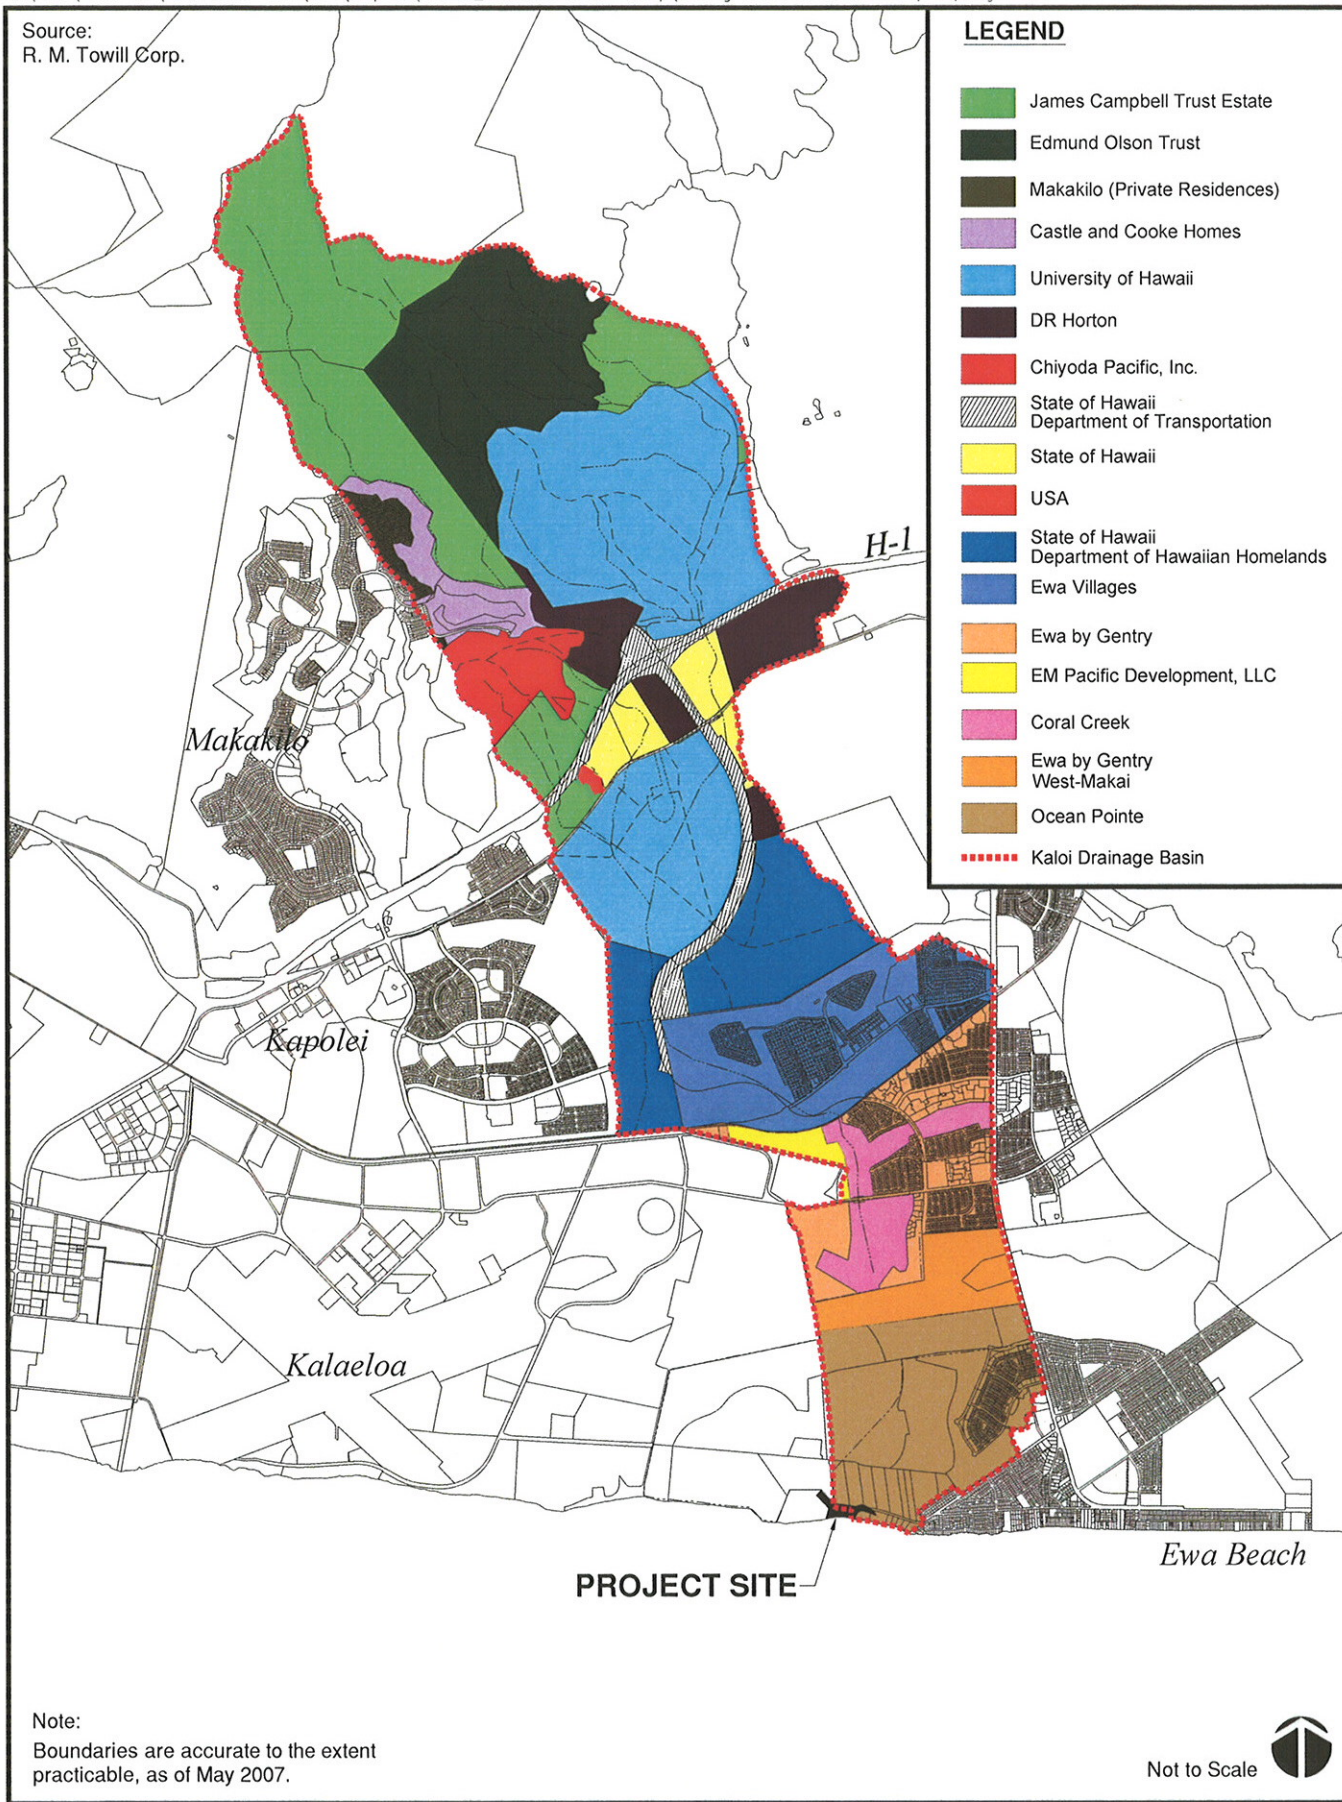 Source:
R. M. Towill Corp.
LEGEND
James Campbell Trust Estate
Edmund Olson Trust
Makakilo (Private Residences)
Castle and Cooke Homes
University of Hawaii
DR Horton
Chiyoda Pacific, Inc.
State of Hawaii
Department of Transportation
State of Hawaii
USA
State of Hawaii
Department of Hawaiian Homelands
Ewa Villages
Ewa by Gentry
EM Pacific Development, LLC
Coral Creek
Ewa by Gentry
West-Makai
Ocean Pointe
Kaloi Drainage Basin
H-1
Makakilo
Kapolei
Kalaeloa
Ewa Beach
PROJECT SITE
Note:
Boundaries are accurate to the extent
practicable, as of May 2007.
Not to Scale